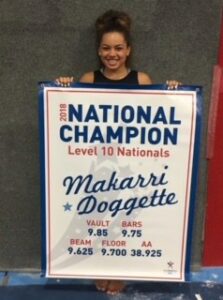 2018
NATIONAL
CHAMPION
Level 10 Nationals
Makarri
Doggette
VAULT BARS
9.85 9.75
BEAM FLOOR AA
9.625 9.700 38.925